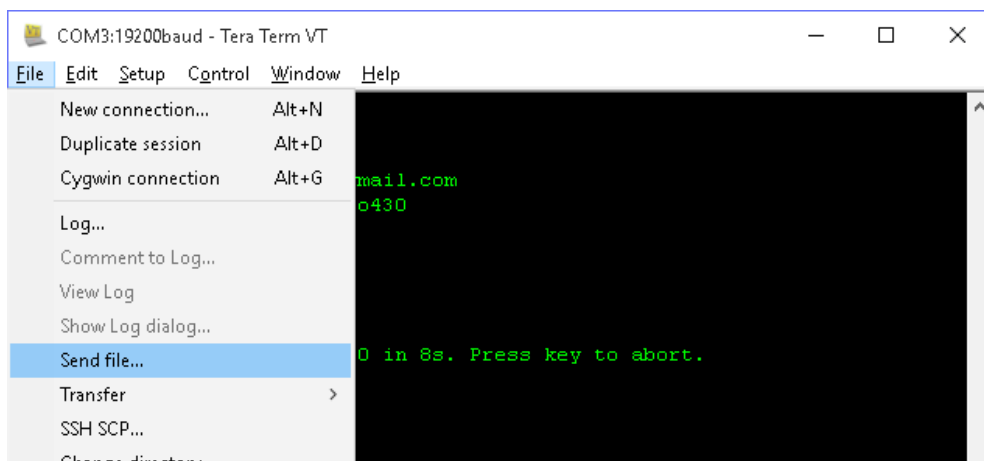 COM3:19200baud - Tera Term VT
File Edit Setup Control Window Help
New connection... Alt+N
Duplicate session Alt+D
Cygwin connection Alt+G
mail.com
o430
Log...
Comment to Log...
View Log
Show Log dialog...
Send file...
0 in 8s. Press key to abort.
Transfer >
SSH SCP...
Change directory...